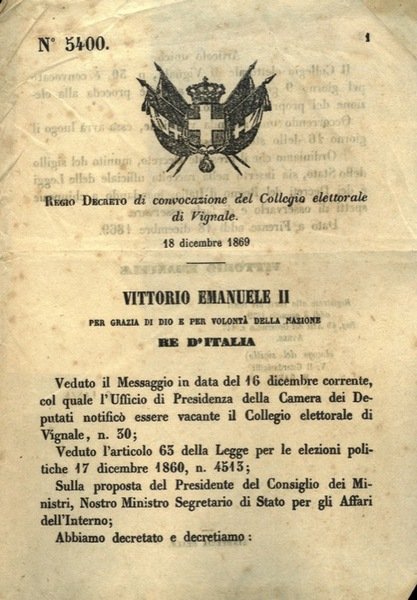 N° 5400.
1
REGIO DECRETO di convocazione del Collegio elettorale
di Vignale.
18 dicembre 1869
VITTORIO EMANUELE II
PER GRAZIA DI DIO E PER VOLONTÀ DELLA NAZIONE
RE D'ITALIA
Veduto il Messaggio in data del 16 dicembre corrente,
col quale l'Ufficio di Presidenza della Camera dei De-
putati notificò essere vacante il Collegio elettorale di
Vignale, n. 30;
Veduto l'articolo 63 della Legge per le elezioni poli-
tiche 17 dicembre 1860, n. 4513;
Sulla proposta del Presidente del Consiglio dei Mi-
nistri, Nostro Ministro Segretario di Stato per gli Affari
dell'Interno;
Abbiamo decretato e decretiamo: